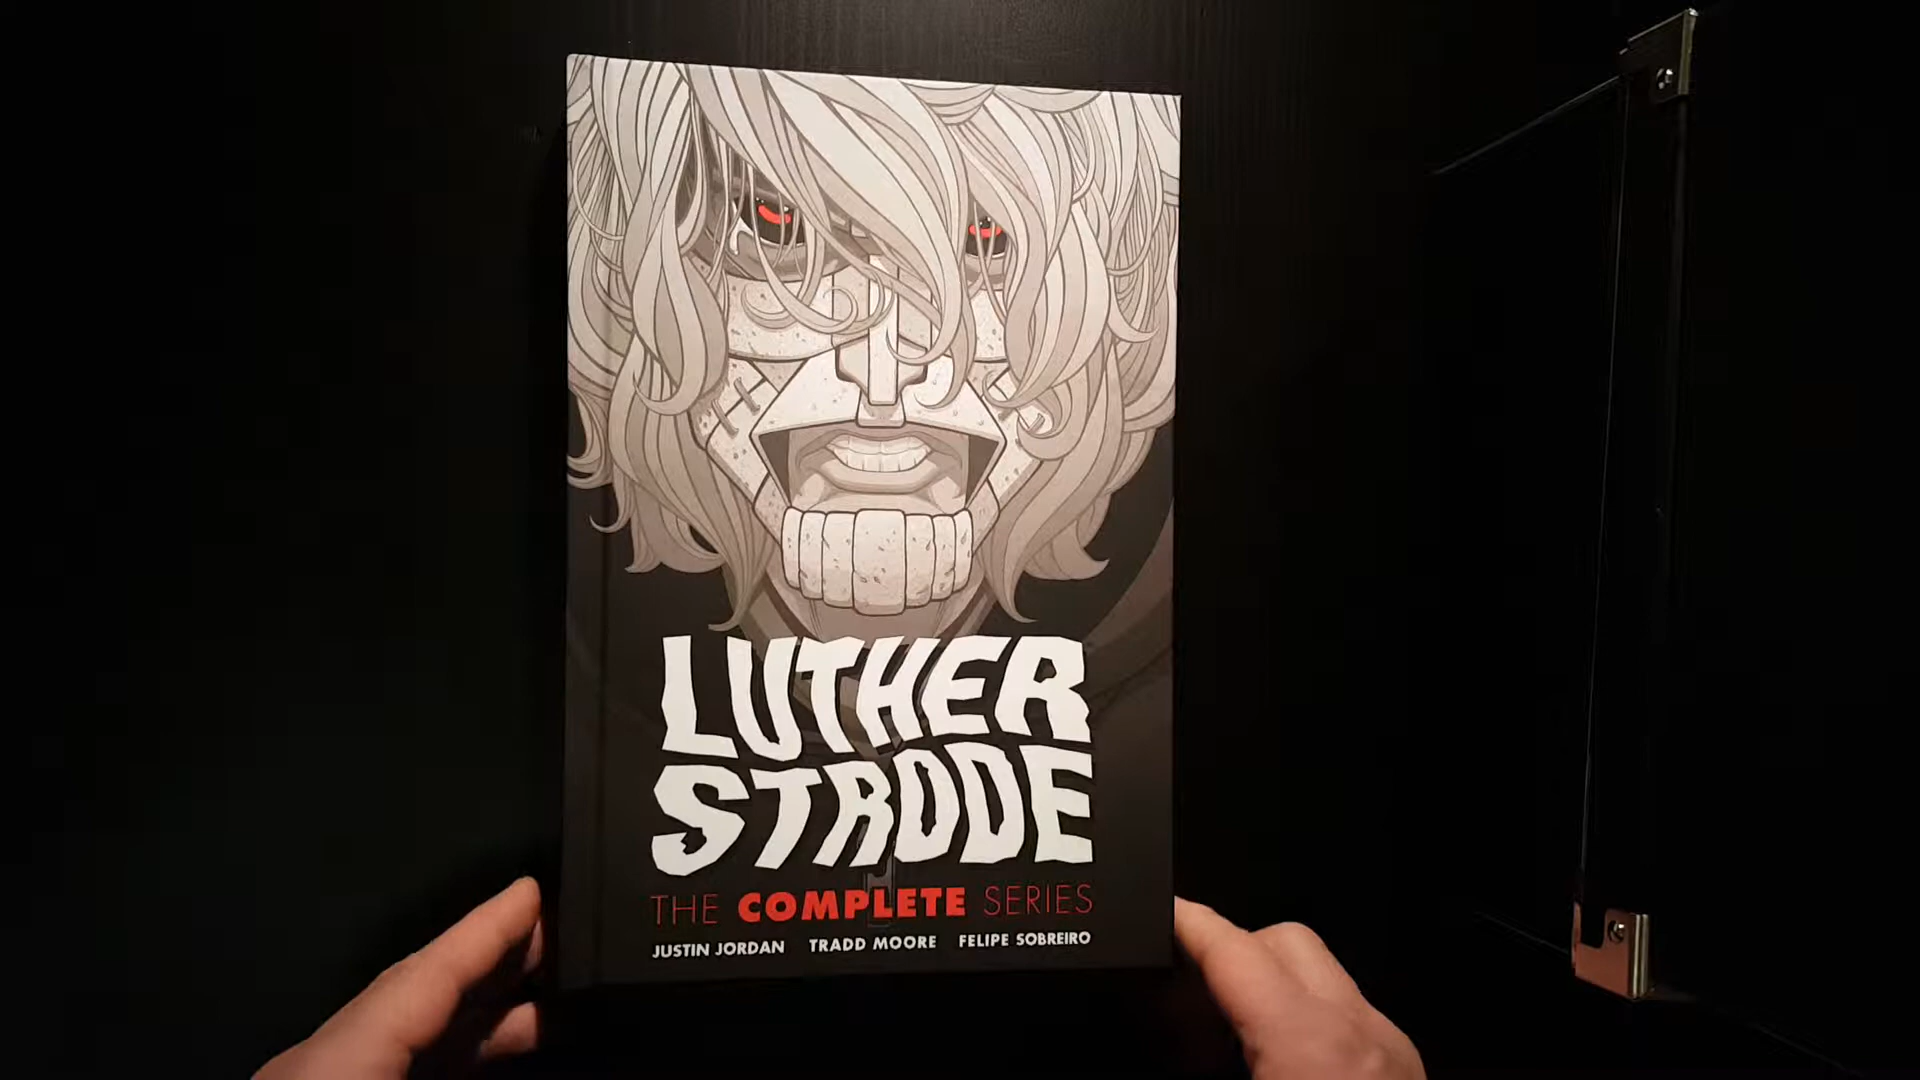 LUTHER
STRODE
THE COMPLETE SERIES
JUSTIN JORDAN TRADD MOORE FELIPE SOBREIRO